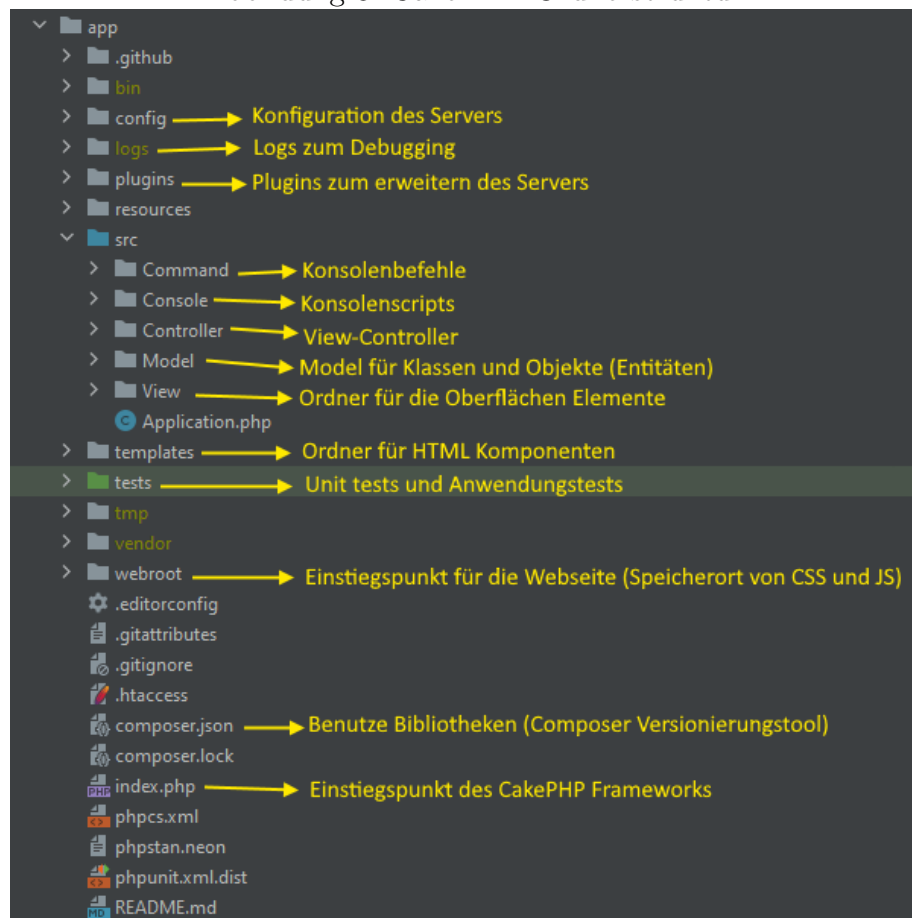 app
.github
bin
config Konfiguration des Servers
logs Logs zum Debugging
plugins Plugins zum erweitern des Servers
resources
src
Command Konsolenbefehle
Console Konsolenscripts
Controller View-Controller
Model Model für Klassen und Objekte (Entitäten)
View Ordner für die Oberflächen Elemente
Application.php
templates Ordner für HTML Komponenten
tests Unit tests und Anwendungstests
tmp
vendor
webroot Einstiegspunkt für die Webseite (Speicherort von CSS und JS)
.editorconfig
.gitattributes
.gitignore
.htaccess
composer.json Benutze Bibliotheken (Composer Versionierungstool)
composer.lock
index.php Einstiegspunkt des CakePHP Frameworks
phpcs.xml
phpstan.neon
phpunit.xml.dist
README.md